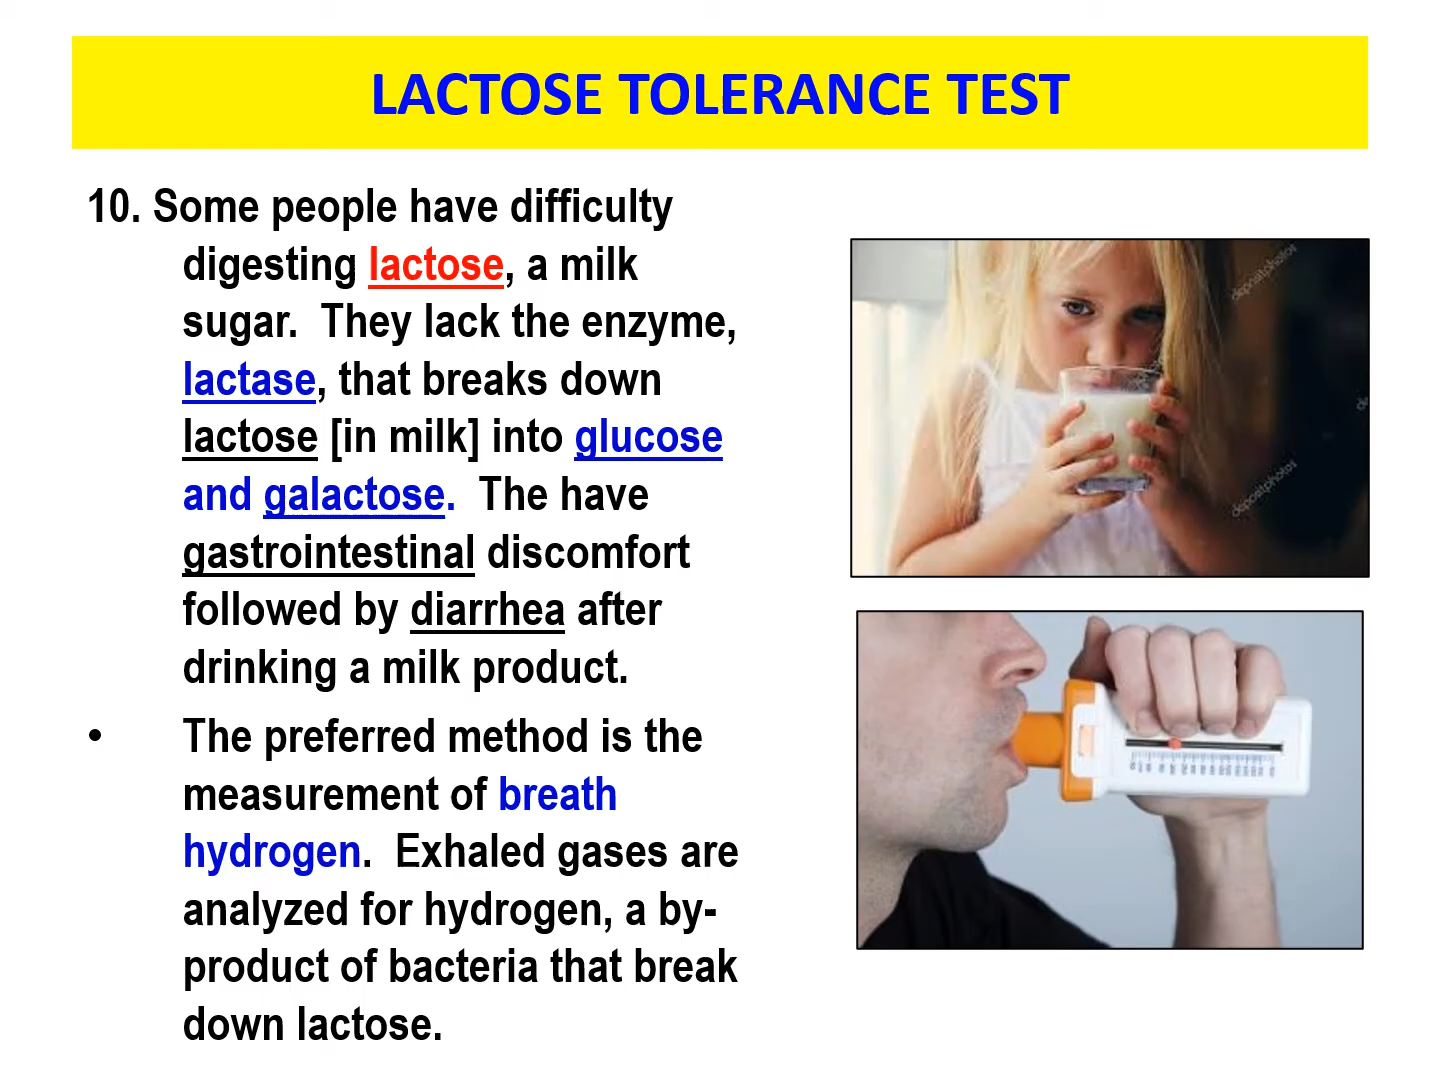 LACTOSE TOLERANCE TEST
10. Some people have difficulty
digesting lactose, a milk
sugar.  They lack the enzyme,
lactase, that breaks down
lactose [in milk] into glucose
and galactose.  The have
gastrointestinal discomfort
followed by diarrhea after
drinking a milk product.
• The preferred method is the
measurement of breath
hydrogen.  Exhaled gases are
analyzed for hydrogen, a by-
product of bacteria that break
down lactose.
depositphotos
depositphotos